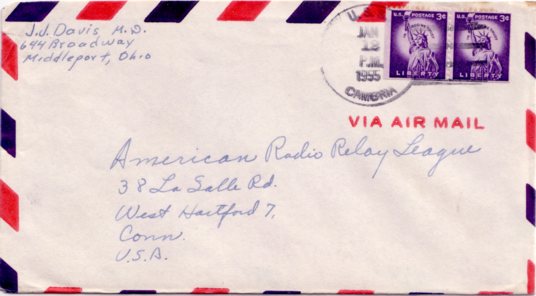 J.J. Davis, M.D.
644 Broadway
Middleport, Ohio
U.S.
JAN
13
P.M.
1955
CAMBRIA
U.S. POSTAGE 3¢
LIBERTY
U.S. POSTAGE 3¢
LIBERTY
VIA AIR MAIL
American Radio Relay League
38 La Salle Rd.
West Hartford 7,
Conn.
U.S.A.